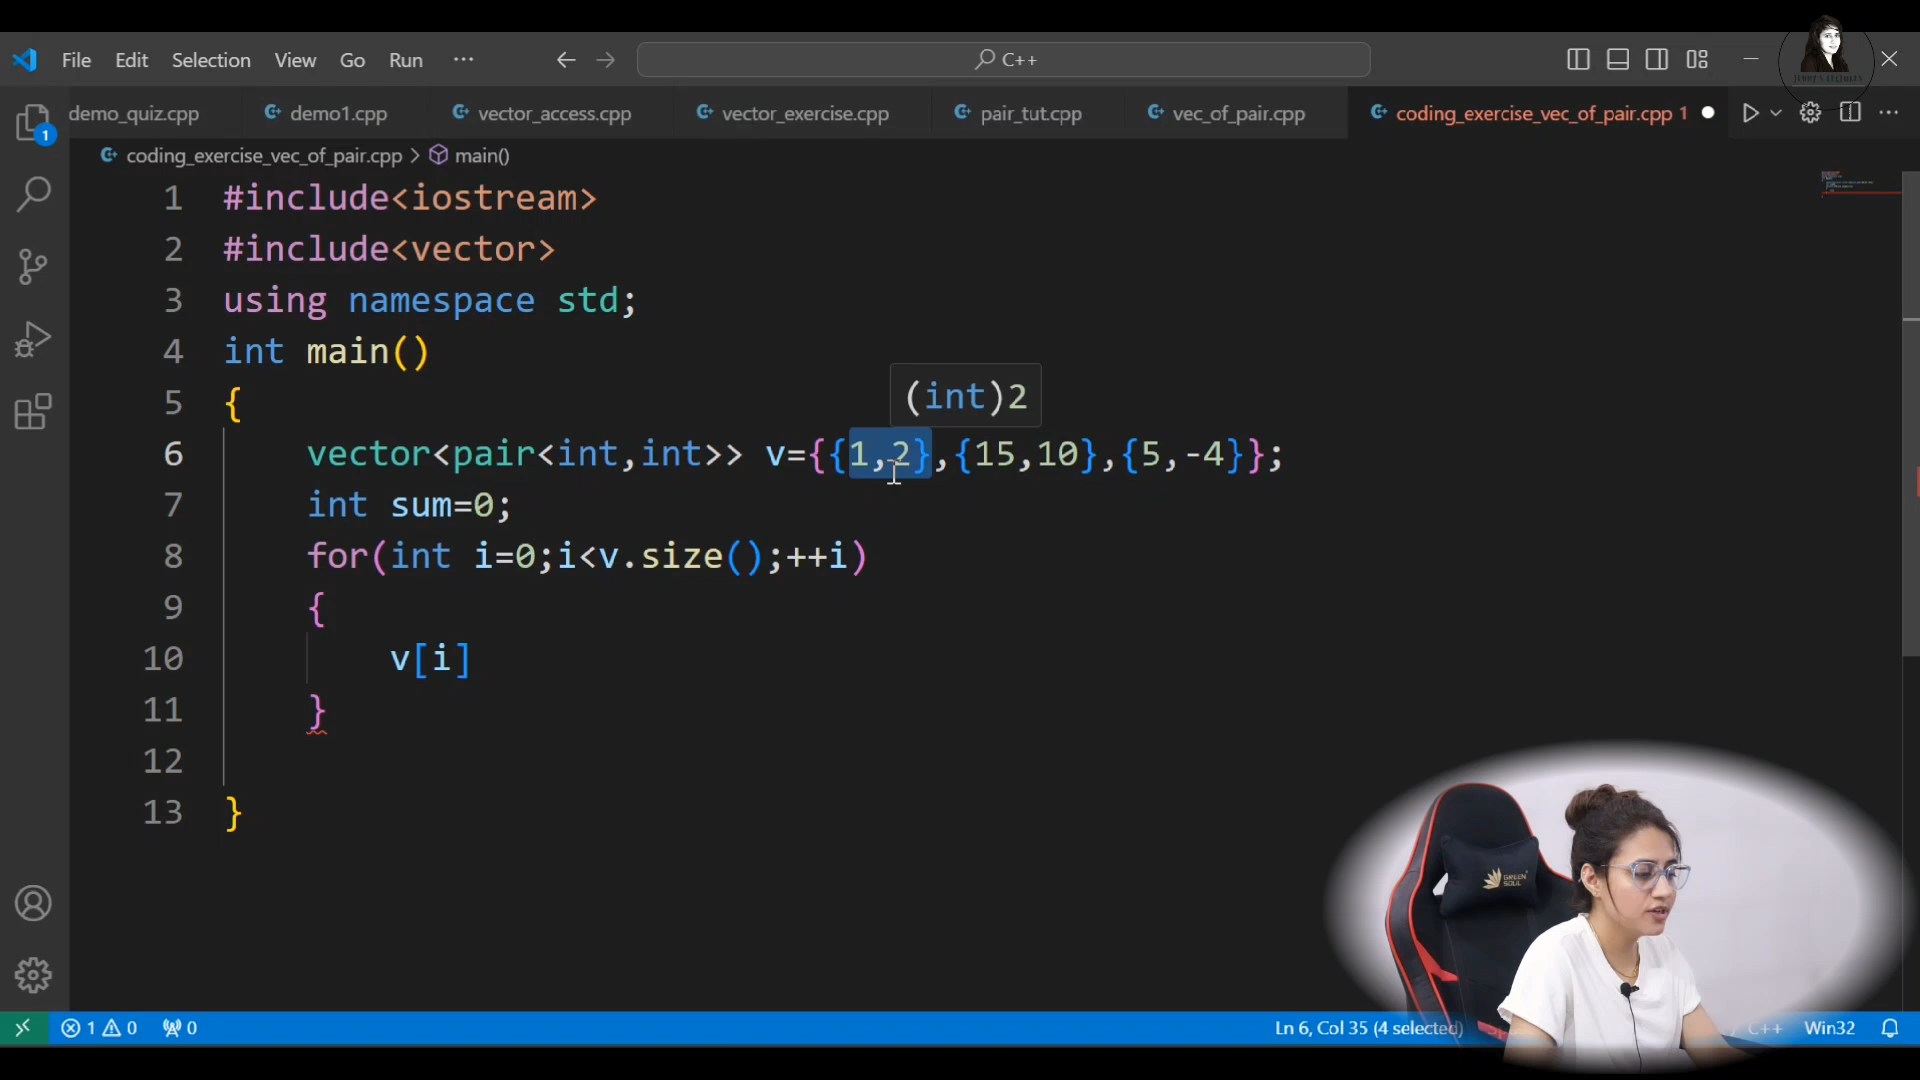 File Edit Selection View Go Run ··· C++
demo_quiz.cpp demo1.cpp vector_access.cpp vector_exercise.cpp pair_tut.cpp vec_of_pair.cpp coding_exercise_vec_of_pair.cpp 1
1
coding_exercise_vec_of_pair.cpp > main()
1 #include<iostream>
2 #include<vector>
3 using namespace std;
4 int main()
(int)2
5 {
6 vector<pair<int,int>> v={{1,2},{15,10},{5,-4}};
7 int sum=0;
8 for(int i=0;i<v.size();++i)
9 {
10 v[i]
11 }
12
13 }
GREEN
SOUL
1 0 0 Ln 6, Col 35 (4 selected) C++ Win32